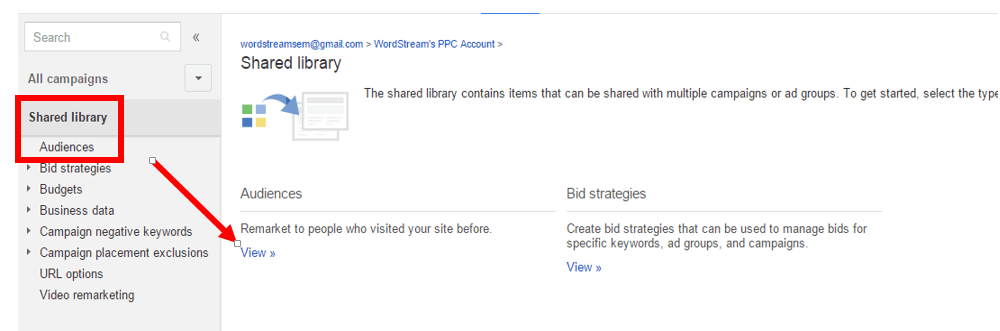 Search
«
All campaigns
Shared library
Audiences
Bid strategies
Budgets
Business data
Campaign negative keywords
Campaign placement exclusions
URL options
Video remarketing
wordstreamsem@gmail.com > WordStream's PPC Account >
Shared library
The shared library contains items that can be shared with multiple campaigns or ad groups. To get started, select the type
Audiences
Remarket to people who visited your site before.
View »
Bid strategies
Create bid strategies that can be used to manage bids for
specific keywords, ad groups, and campaigns.
View »